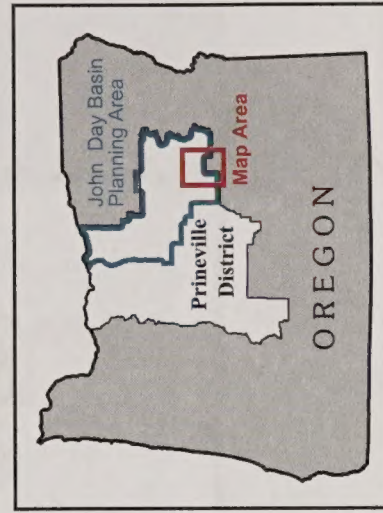 John Day Basin
Planning Area
Prineville
District
Map Area
OREGON